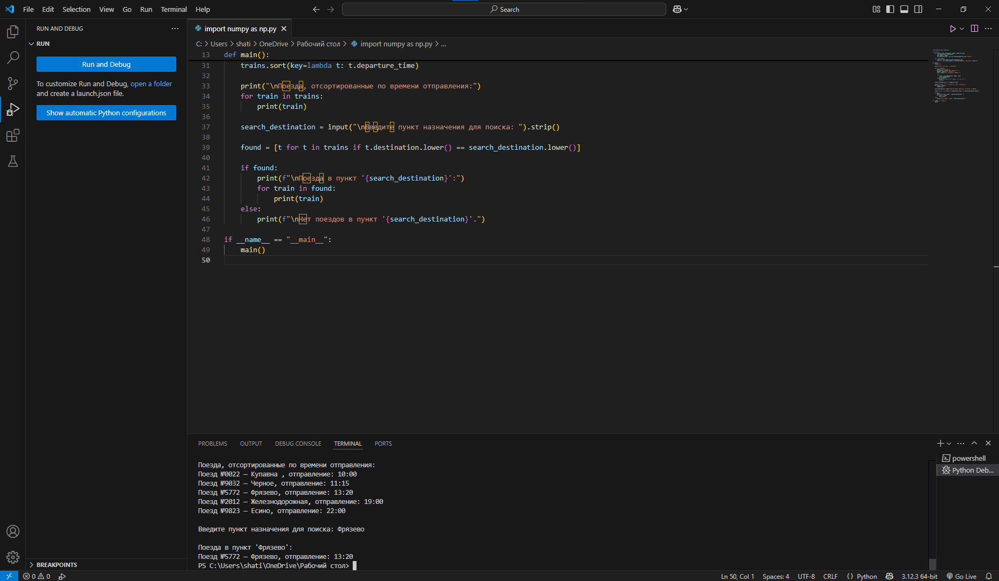 File Edit Selection View Go Run Terminal Help
Search
RUN AND DEBUG
RUN
Run and Debug
To customize Run and Debug, open a folder
and create a launch.json file.
Show automatic Python configurations
BREAKPOINTS
import numpy as np.py
C: > Users > shati > OneDrive > Рабочий стол > import numpy as np.py > ...
13 def main():
31 trains.sort(key=lambda t: t.departure_time)
32
33 print("\nПоезда, отсортированные по времени отправления:")
34 for train in trains:
35 print(train)
36
37 search_destination = input("\nВведите пункт назначения для поиска: ").strip()
38
39 found = [t for t in trains if t.destination.lower() == search_destination.lower()]
40
41 if found:
42 print(f"\nПоезда в пункт '{search_destination}':")
43 for train in found:
44 print(train)
45 else:
46 print(f"\nНет поездов в пункт '{search_destination}'.")
47
48 if __name__ == "__main__":
49 main()
50
PROBLEMS OUTPUT DEBUG CONSOLE TERMINAL PORTS
powershell
Python Deb...
Поезда, отсортированные по времени отправления:
Поезд №0022 — Купавна , отправление: 10:00
Поезд №9032 — Черное, отправление: 11:15
Поезд №5772 — Фрязево, отправление: 13:20
Поезд №2012 — Железнодорожная, отправление: 19:00
Поезд №9823 — Есино, отправление: 22:00
Введите пункт назначения для поиска: Фрязево
Поезда в пункт 'Фрязево':
Поезд №5772 — Фрязево, отправление: 13:20
PS C:\Users\shati\OneDrive\Рабочий стол>
0 0
Ln 50, Col 1 Spaces: 4 UTF-8 CRLF {} Python 3.12.3 64-bit Go Live